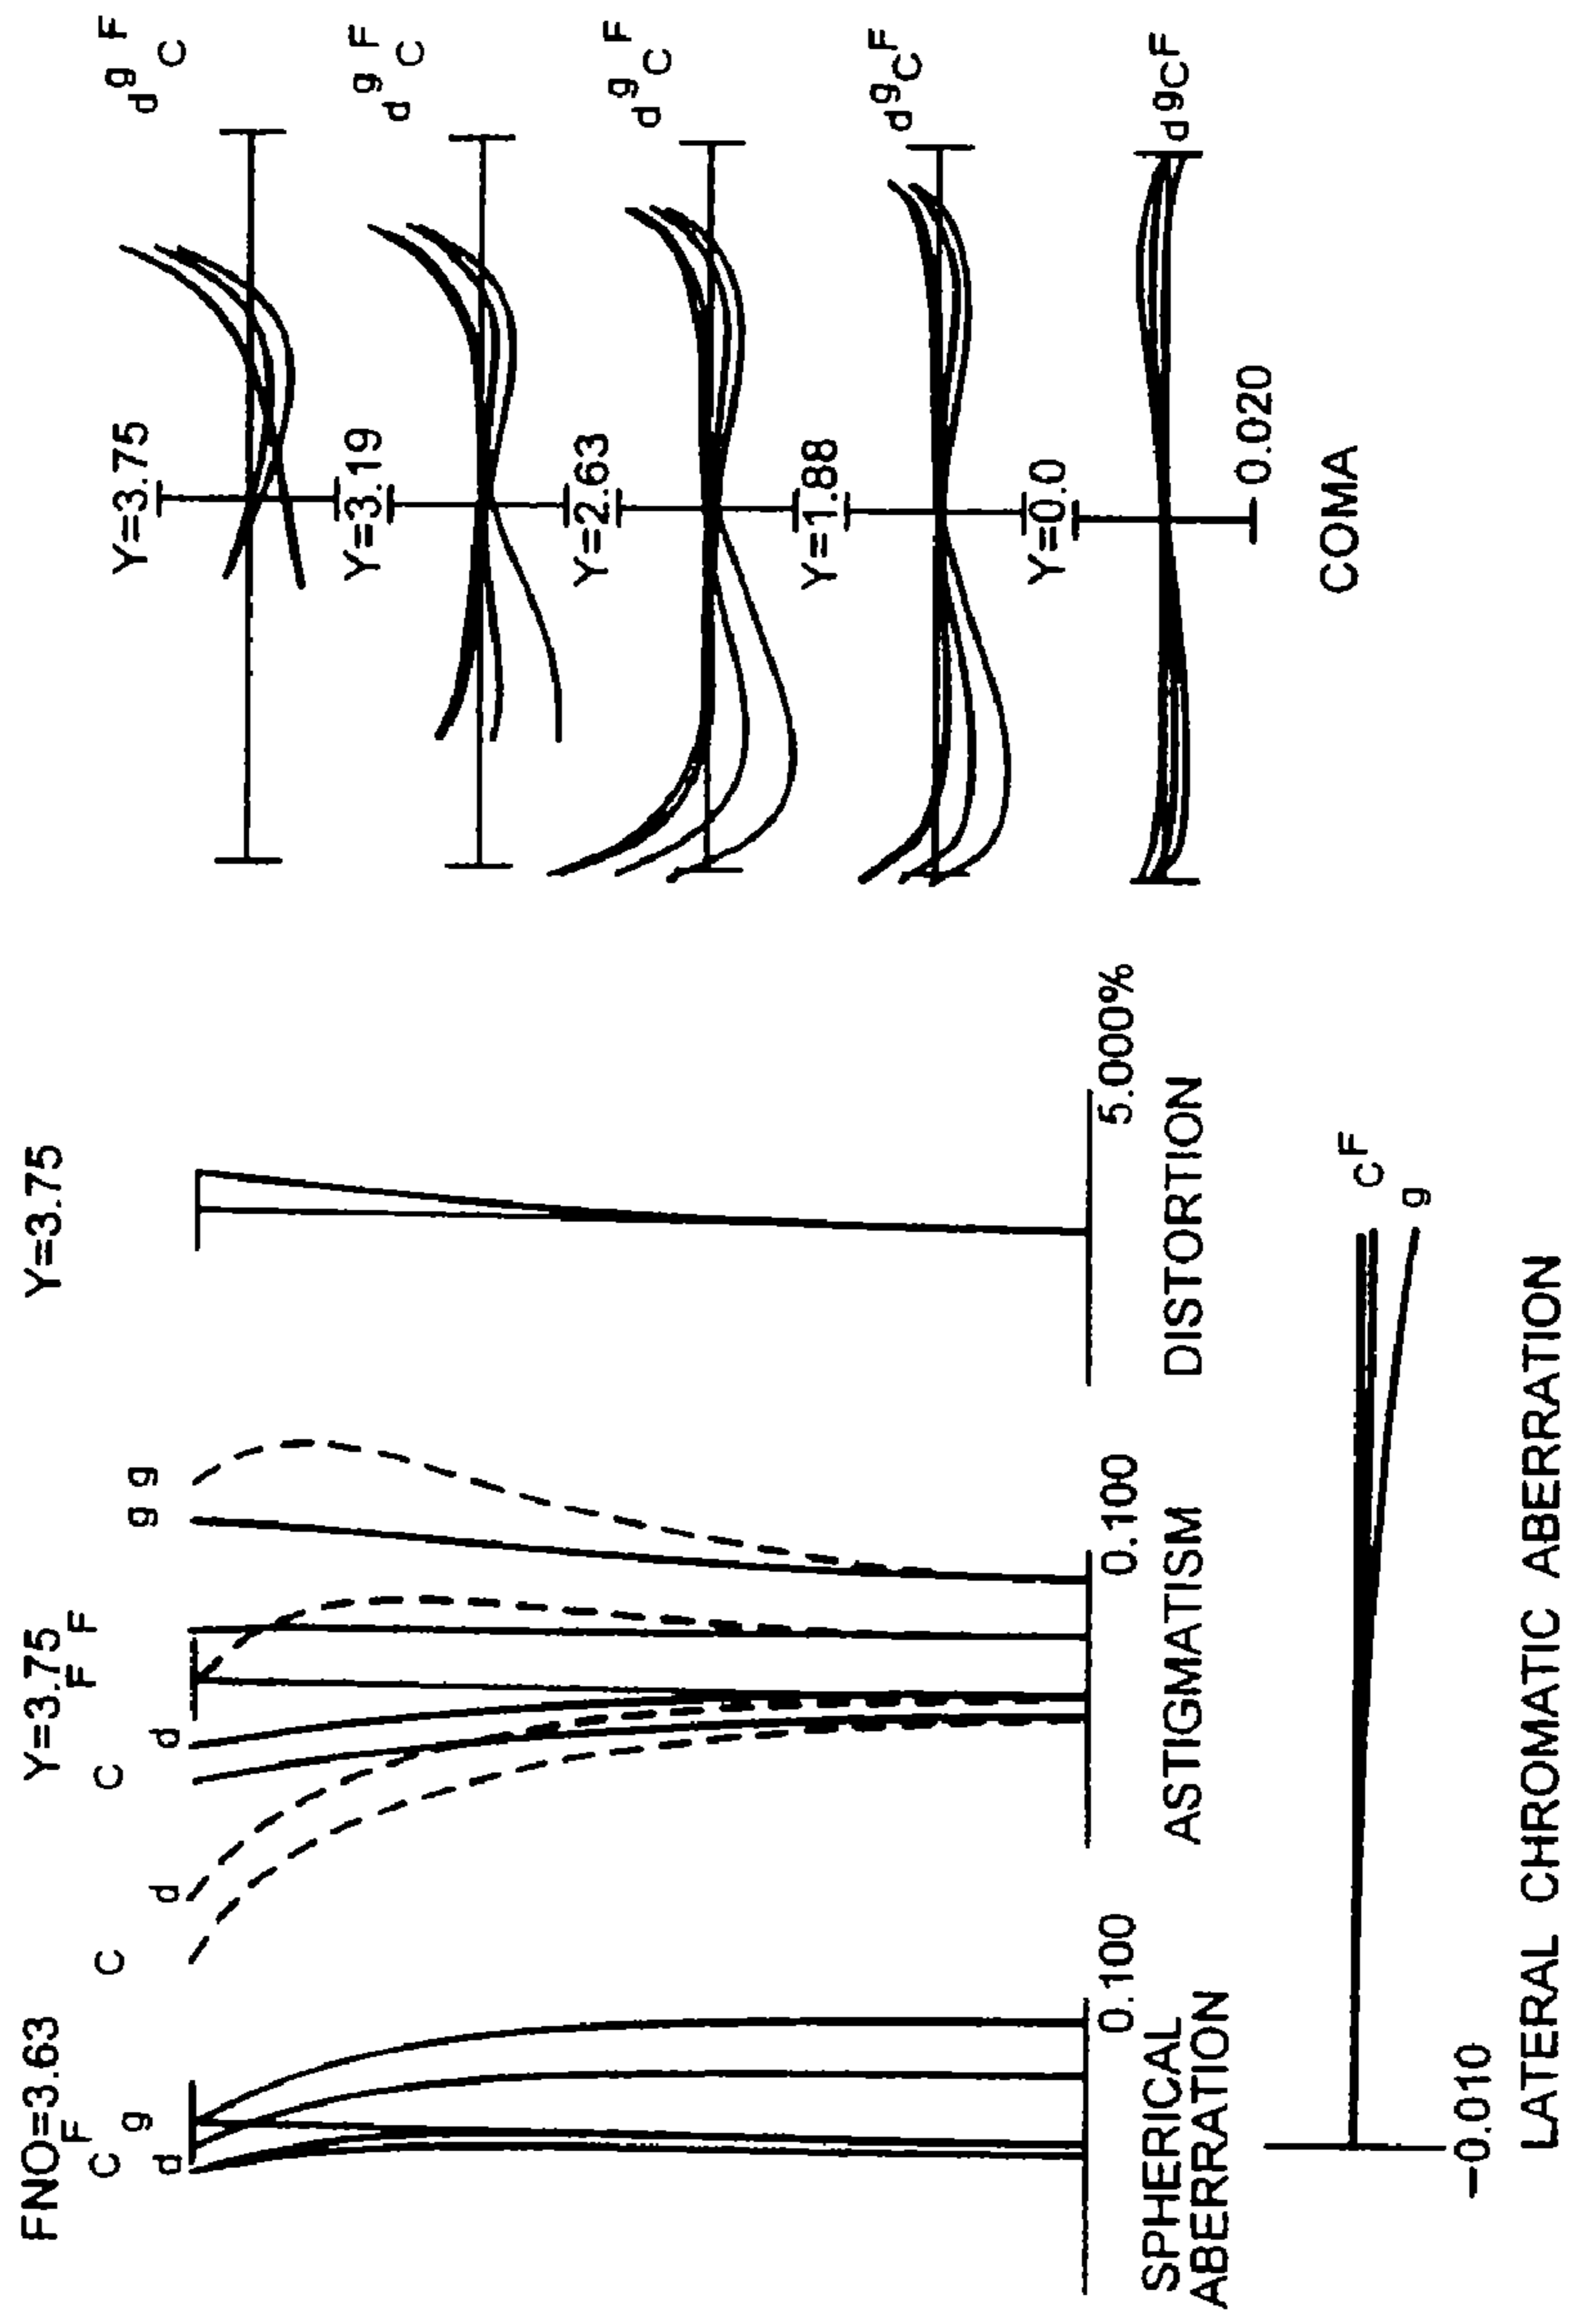 FNO=3.63
F
C
g
d
SPHERICAL
ABERRATION
0.100
Y=3.75
F F
C
d
C
d
g g
ASTIGMATISM
0.100
Y=3.75
DISTORTION
5.000%
Y=3.75
d g C F
Y=3.19
d g C F
Y=2.63
d g C F
Y=1.88
d g C F
Y=0.0
d g C F
0.020
COMA
C F
g
-0.010
LATERAL CHROMATIC ABERRATION